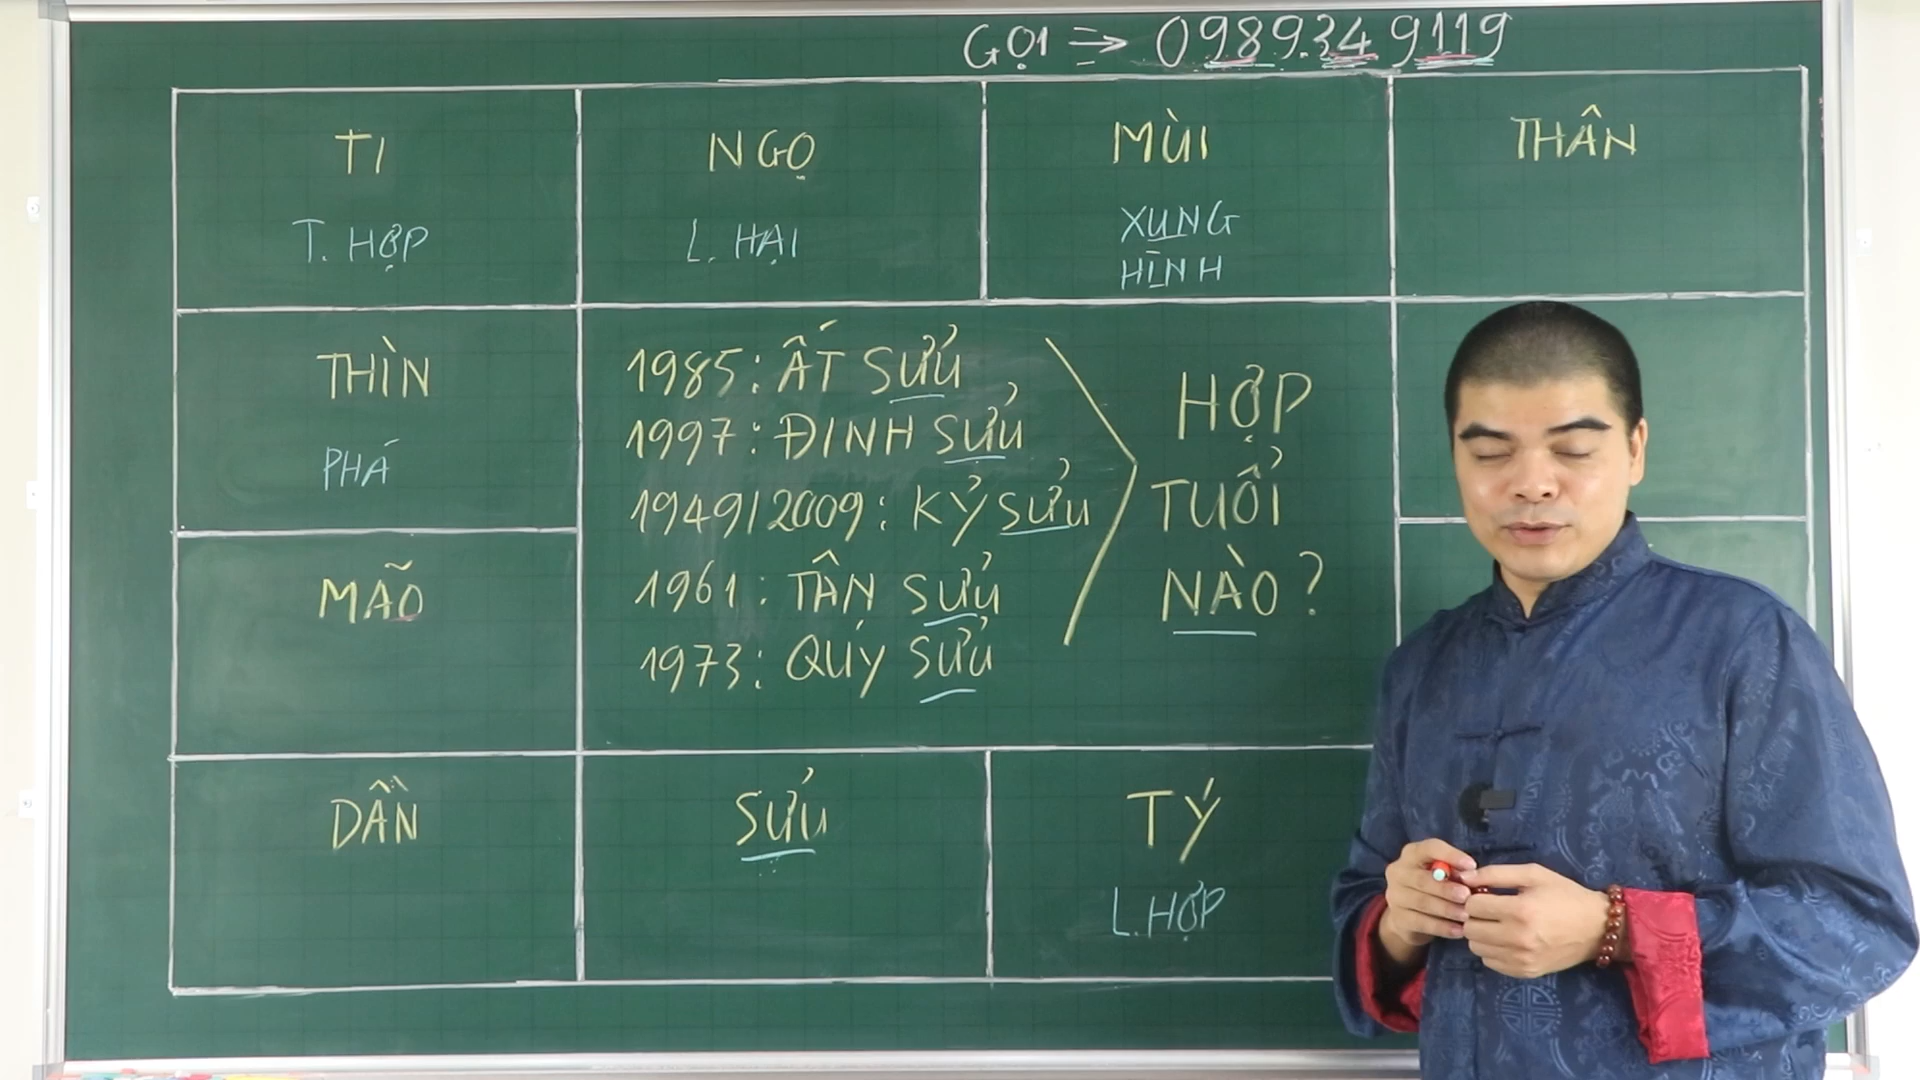 GỌI => 0989.34 9119
TI
T. HỢP
NGỌ
L. HẠI
MÙI
XUNG
HÌNH
THÂN
THÌN
PHÁ
MÃO
1985: ẤT SỬU
1997: ĐINH SỬU
1949/2009: KỶ SỬU
1961: TÂN SỬU
1973: QUÝ SỬU
HỢP
TUỔI
NÀO?
DẦN
SỬU
TÝ
L. HỢP